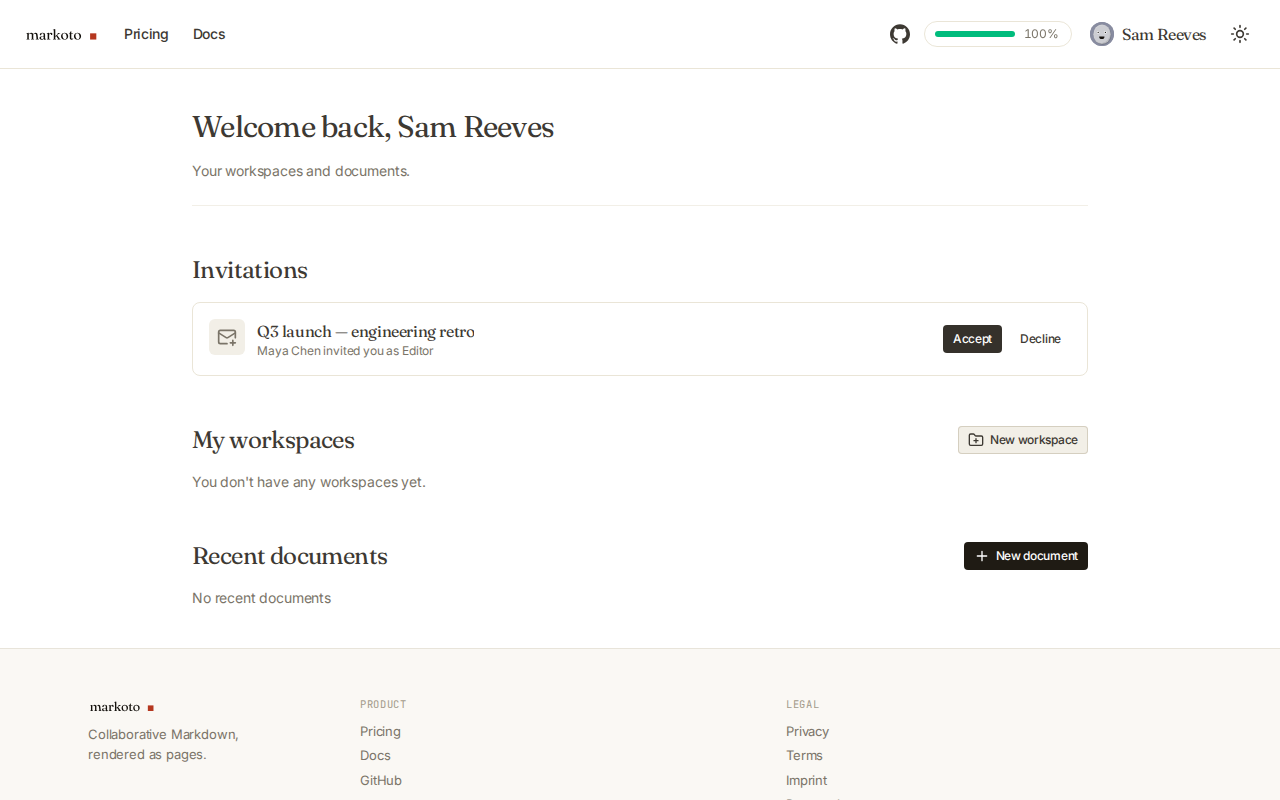 markoto
Pricing
Docs
100%
Sam Reeves
Welcome back, Sam Reeves
Your workspaces and documents.
Invitations
Q3 launch — engineering retro
Maya Chen invited you as Editor
Accept
Decline
My workspaces
New workspace
You don't have any workspaces yet.
Recent documents
New document
No recent documents
markoto
Collaborative Markdown,
rendered as pages.
PRODUCT
Pricing
Docs
GitHub
LEGAL
Privacy
Terms
Imprint